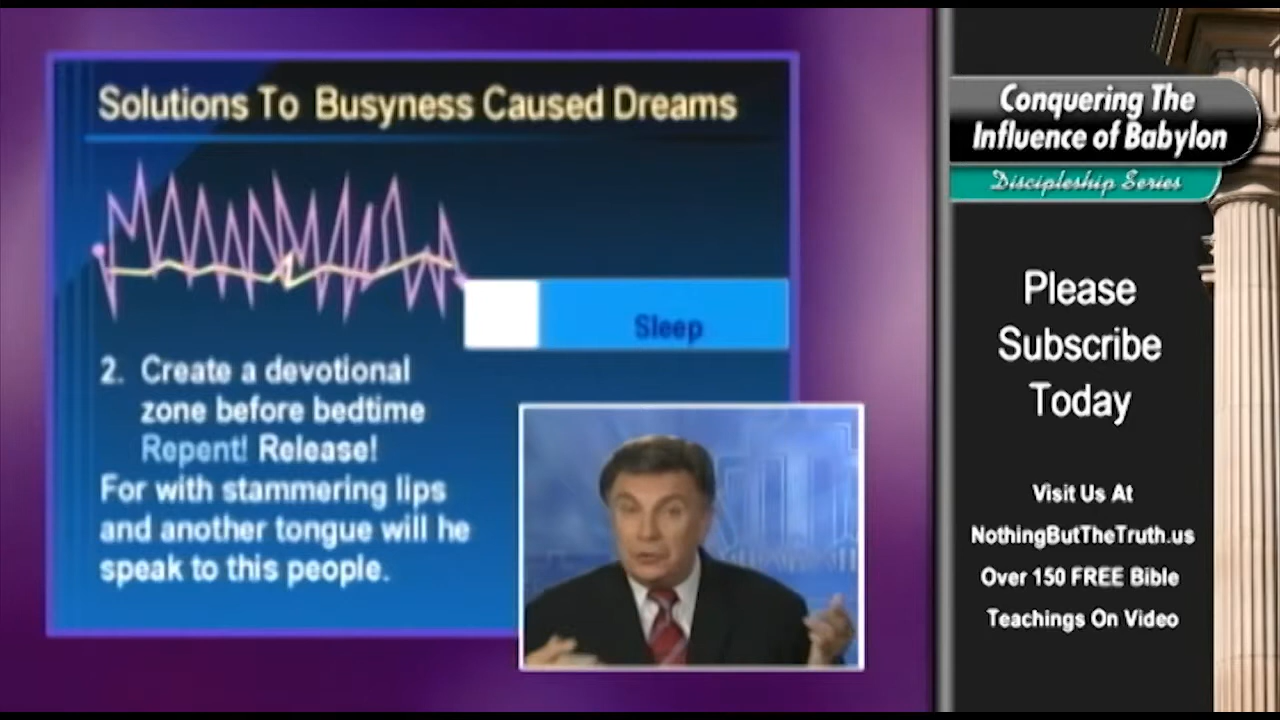 Solutions To Busyness Caused Dreams
Sleep
2. Create a devotional
zone before bedtime
Repent! Release!
For with stammering lips
and another tongue will he
speak to this people.
Conquering The
Influence of Babylon
Discipleship Series
Please
Subscribe
Today
Visit Us At
NothingButTheTruth.us
Over 150 FREE Bible
Teachings On Video